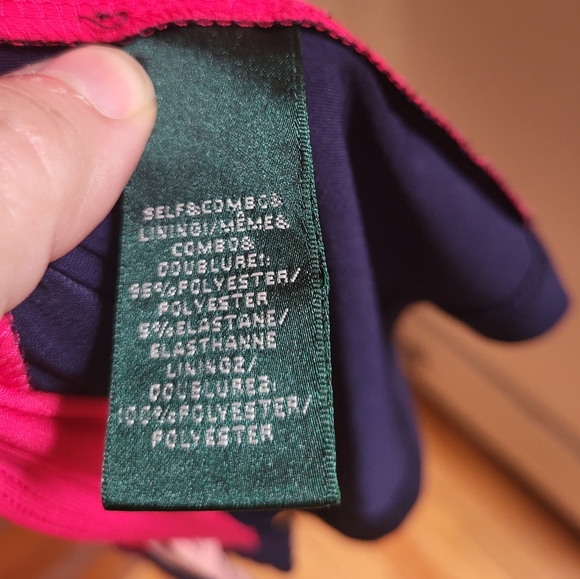 SELF&COMBO&
LINING1/MÊME&
COMBO&
DOUBLURE1:
95%POLYESTER/
POLYESTER
5%ELASTANE/
ELASTHANNE
LINING2/
DOUBLURE2:
100%POLYESTER/
POLYESTER